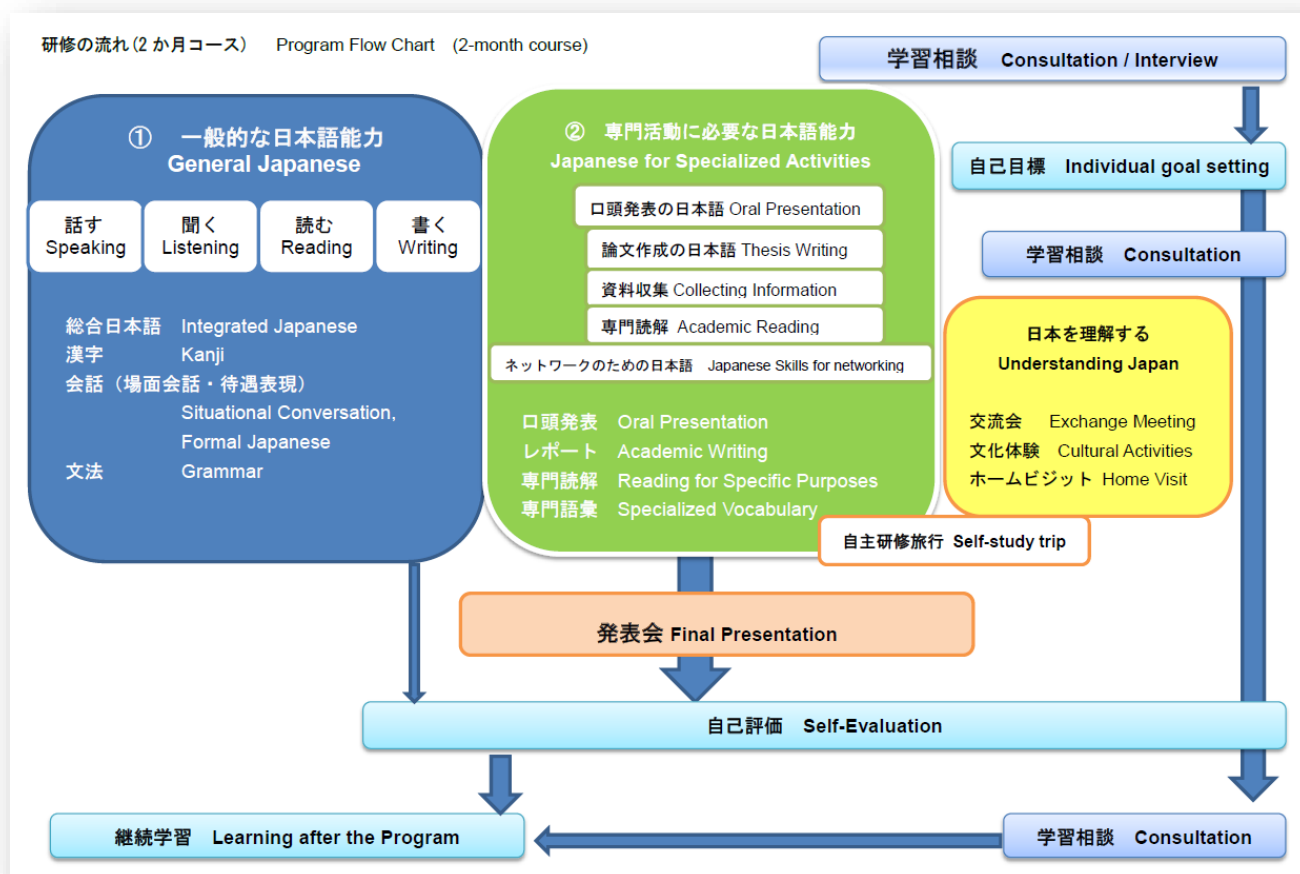 研修の流れ(2か月コース) Program Flow Chart (2-month course)
学習相談 Consultation / Interview
① 一般的な日本語能力
General Japanese
話す
Speaking
聞く
Listening
読む
Reading
書く
Writing
総合日本語 Integrated Japanese
漢字 Kanji
会話(場面会話・待遇表現)
Situational Conversation,
Formal Japanese
文法 Grammar
② 専門活動に必要な日本語能力
Japanese for Specialized Activities
口頭発表の日本語 Oral Presentation
論文作成の日本語 Thesis Writing
資料収集 Collecting Information
専門読解 Academic Reading
ネットワークのための日本語 Japanese Skills for networking
口頭発表 Oral Presentation
レポート Academic Writing
専門読解 Reading for Specific Purposes
専門語彙 Specialized Vocabulary
自己目標 Individual goal setting
学習相談 Consultation
日本を理解する
Understanding Japan
交流会 Exchange Meeting
文化体験 Cultural Activities
ホームビジット Home Visit
自主研修旅行 Self-study trip
発表会 Final Presentation
自己評価 Self-Evaluation
継続学習 Learning after the Program
学習相談 Consultation